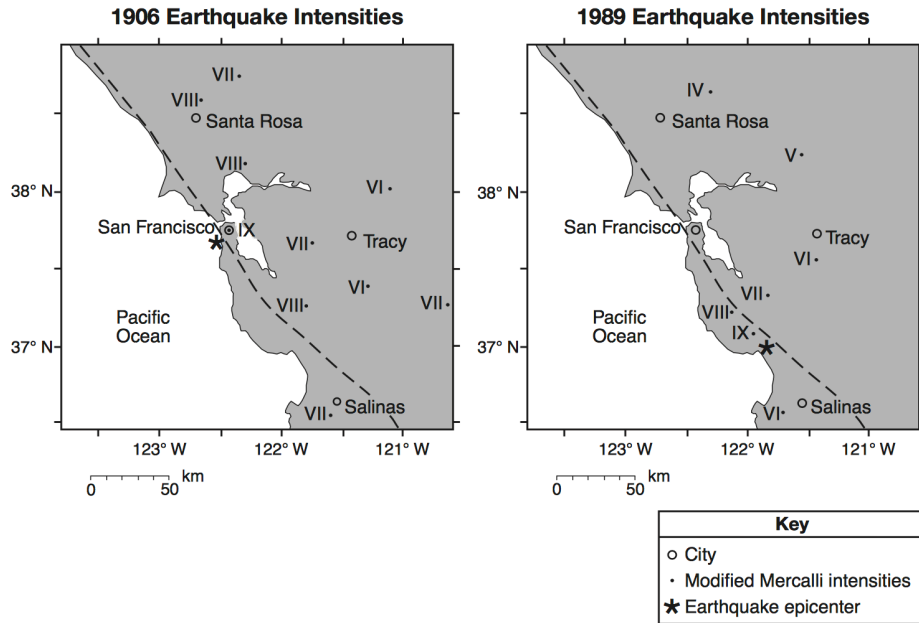 1906 Earthquake Intensities
VII
VIII
Santa Rosa
VIII
38° N
VI
San Francisco
IX
VII
Tracy
VI
VIII
VII
Pacific
Ocean
37° N
Salinas
VII
123° W
122° W
121° W
km
0
50
1989 Earthquake Intensities
IV
Santa Rosa
V
38° N
San Francisco
Tracy
VI
VII
VIII
Pacific
Ocean
IX
37° N
Salinas
VI
123° W
122° W
121° W
km
0
50
Key
City
Modified Mercalli intensities
Earthquake epicenter